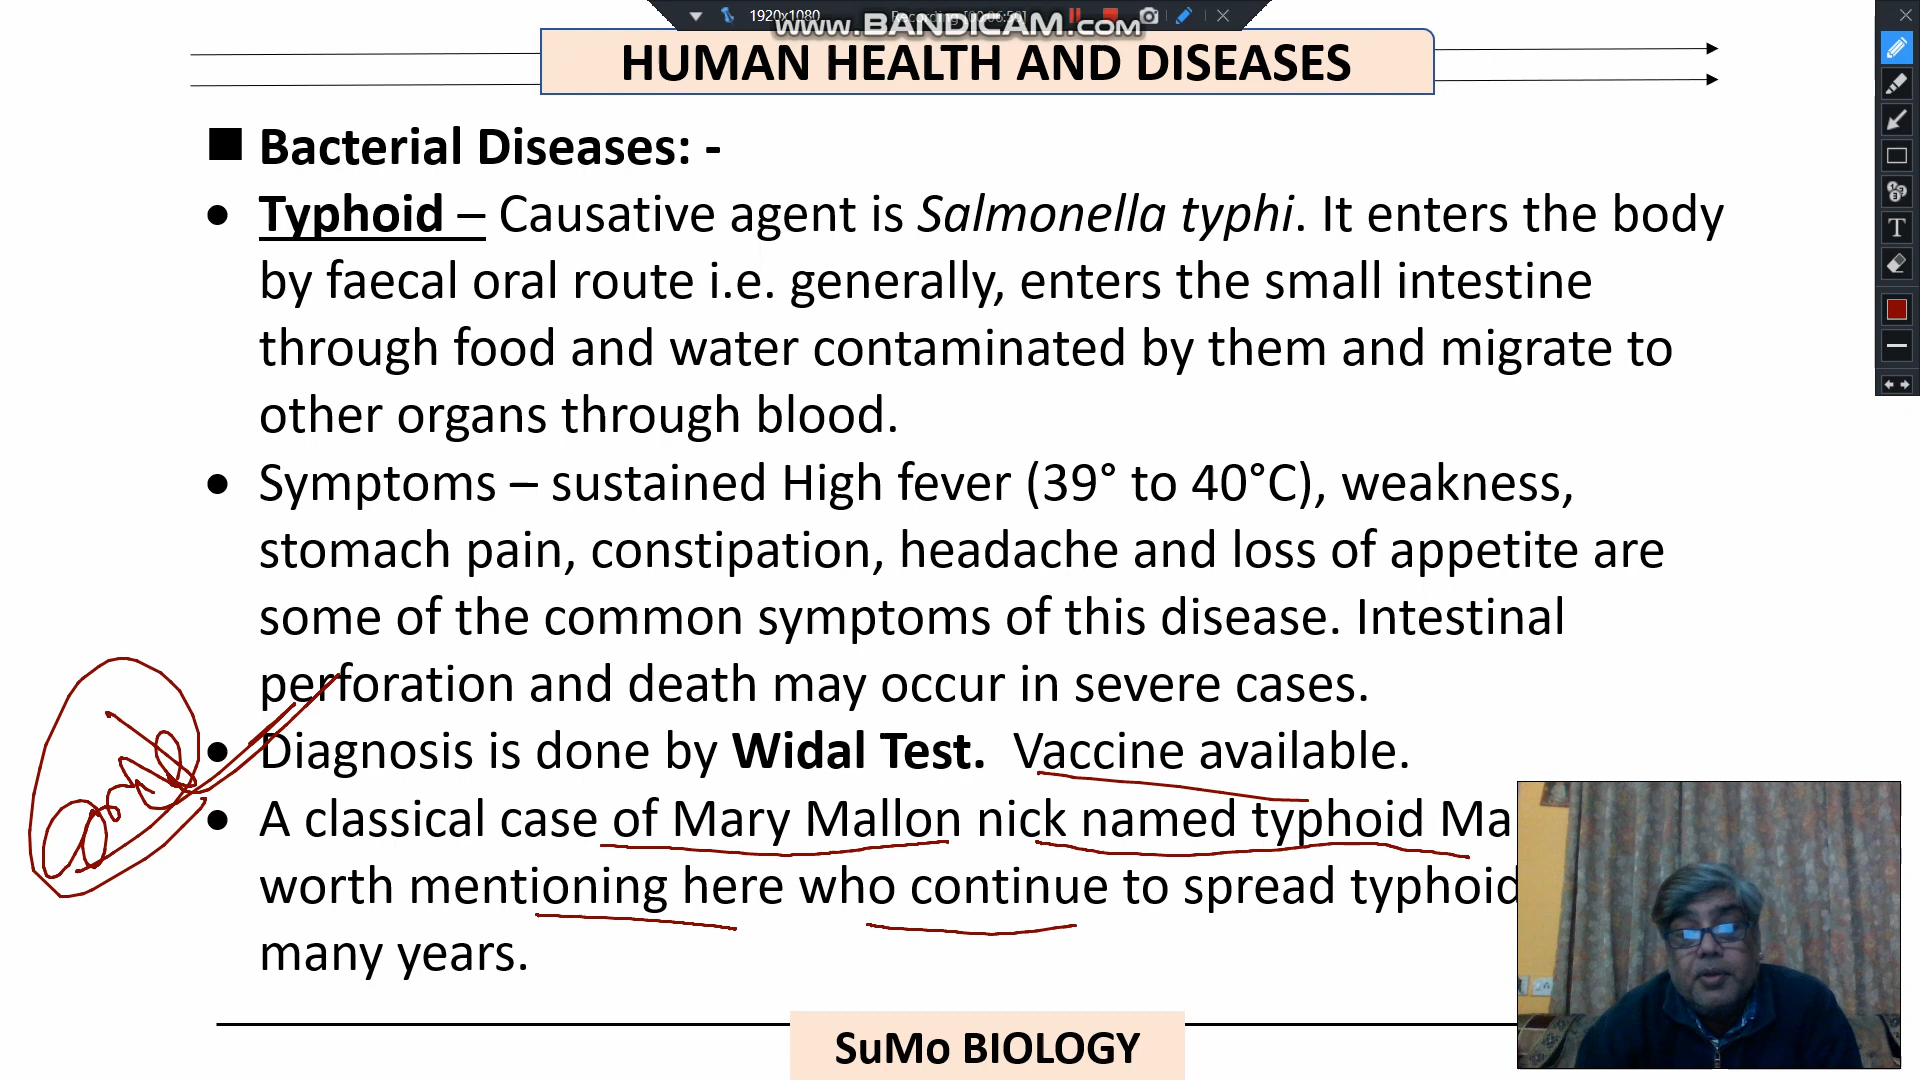 1920x1080
Recording [00:06:50]
www.BANDICAM.com
HUMAN HEALTH AND DISEASES
■ Bacterial Diseases: -
• Typhoid – Causative agent is Salmonella typhi. It enters the body
by faecal oral route i.e. generally, enters the small intestine
through food and water contaminated by them and migrate to
other organs through blood.
• Symptoms – sustained High fever (39° to 40°C), weakness,
stomach pain, constipation, headache and loss of appetite are
some of the common symptoms of this disease. Intestinal
perforation and death may occur in severe cases.
• Diagnosis is done by Widal Test.  Vaccine available.
• A classical case of Mary Mallon nick named typhoid Ma
worth mentioning here who continue to spread typhoid
many years.
SuMo BIOLOGY